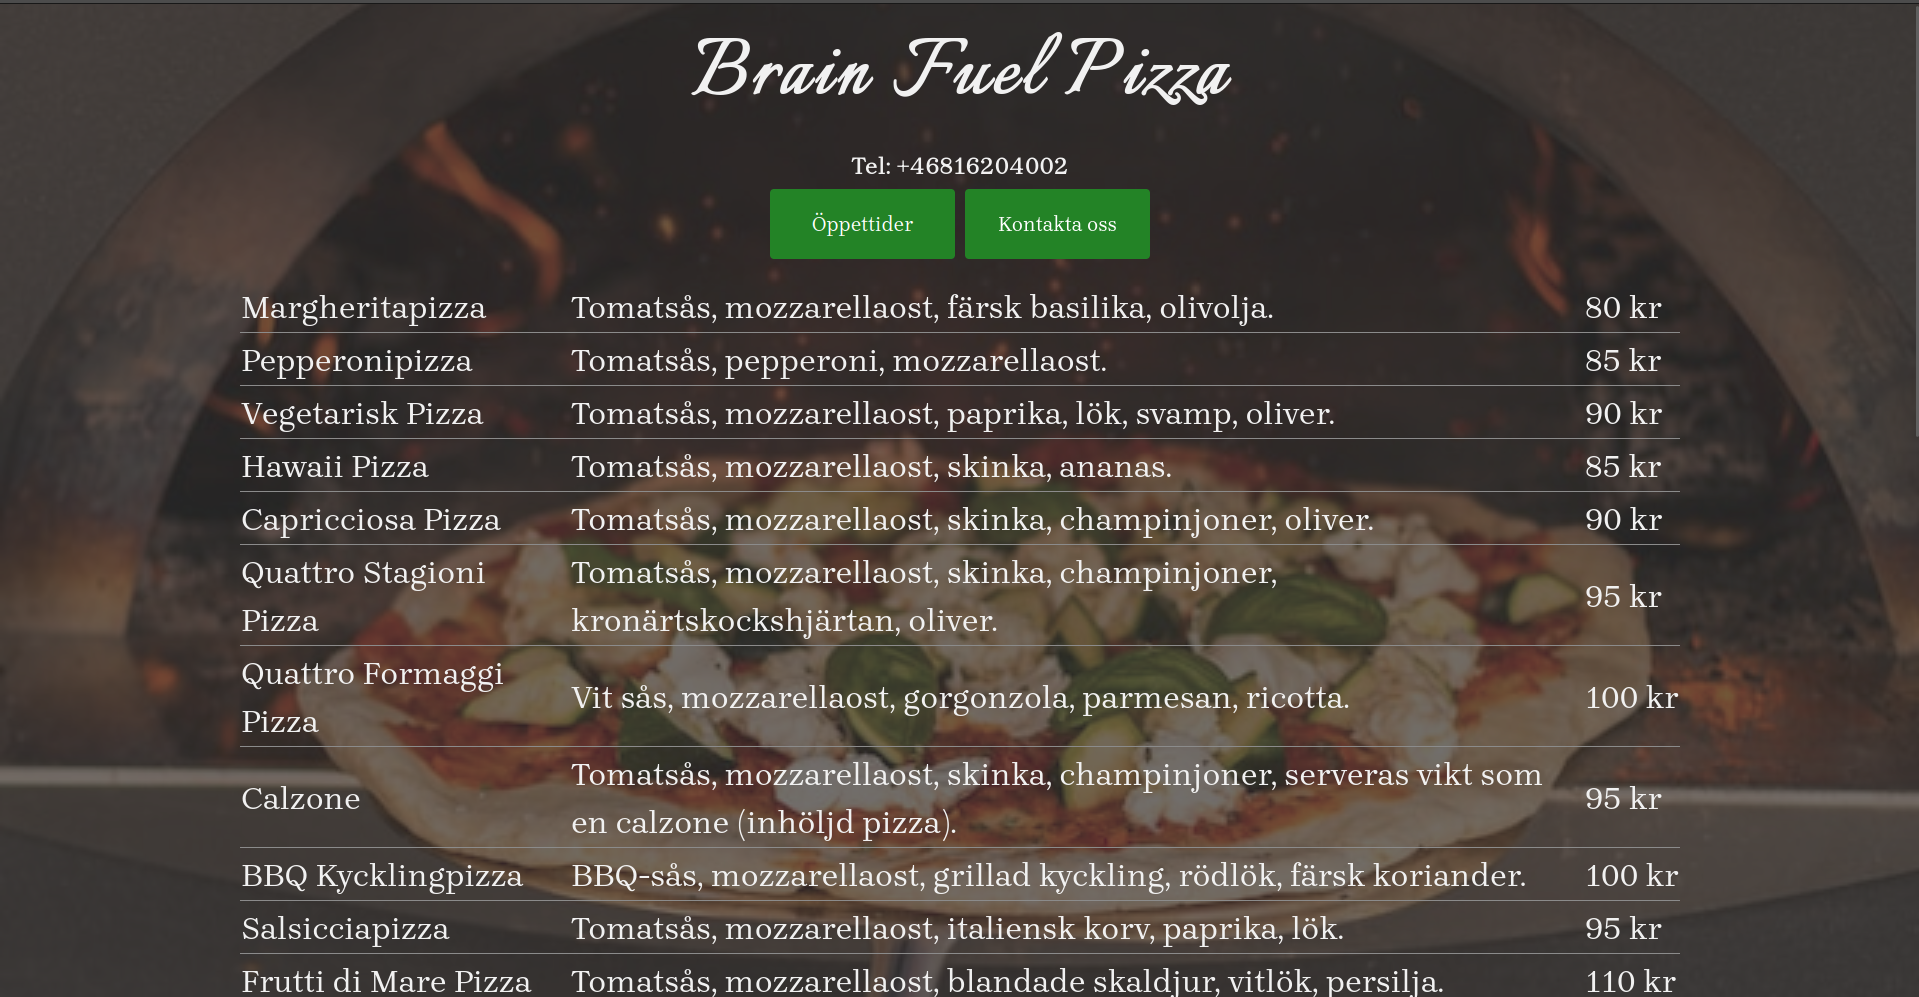 Brain Fuel Pizza
Tel: +46816204002
Öppettider
Kontakta oss
Margheritapizza Tomatsås, mozzarellaost, färsk basilika, olivolja. 80 kr
Pepperonipizza Tomatsås, pepperoni, mozzarellaost. 85 kr
Vegetarisk Pizza Tomatsås, mozzarellaost, paprika, lök, svamp, oliver. 90 kr
Hawaii Pizza Tomatsås, mozzarellaost, skinka, ananas. 85 kr
Capricciosa Pizza Tomatsås, mozzarellaost, skinka, champinjoner, oliver. 90 kr
Quattro Stagioni
Pizza
Tomatsås, mozzarellaost, skinka, champinjoner,
kronärtskockshjärtan, oliver.
95 kr
Quattro Formaggi
Pizza
Vit sås, mozzarellaost, gorgonzola, parmesan, ricotta.
100 kr
Calzone
Tomatsås, mozzarellaost, skinka, champinjoner, serveras vikt som
en calzone (inhöljd pizza).
95 kr
BBQ Kycklingpizza BBQ-sås, mozzarellaost, grillad kyckling, rödlök, färsk koriander. 100 kr
Salsicciapizza Tomatsås, mozzarellaost, italiensk korv, paprika, lök. 95 kr
Frutti di Mare Pizza Tomatsås, mozzarellaost, blandade skaldjur, vitlök, persilja. 110 kr